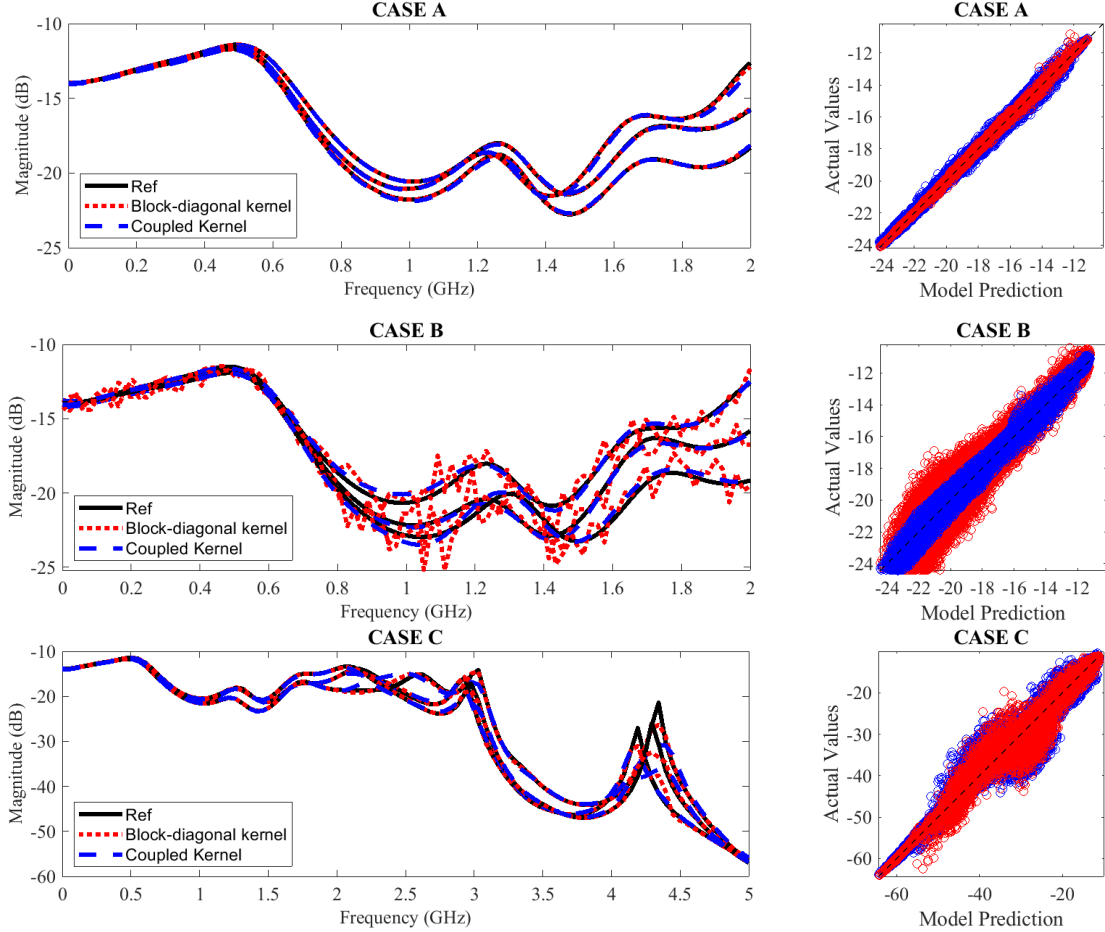 CASE A
Magnitude (dB)
-10
-15
-20
-25
Ref
Block-diagonal kernel
Coupled Kernel
0 0.2 0.4 0.6 0.8 1 1.2 1.4 1.6 1.8 2
Frequency (GHz)
CASE A
Actual Values
-12
-14
-16
-18
-20
-22
-24
-24 -22 -20 -18 -16 -14 -12
Model Prediction
CASE B
Magnitude (dB)
-10
-15
-20
-25
Ref
Block-diagonal kernel
Coupled Kernel
0 0.2 0.4 0.6 0.8 1 1.2 1.4 1.6 1.8 2
Frequency (GHz)
CASE B
Actual Values
-12
-14
-16
-18
-20
-22
-24
-24 -22 -20 -18 -16 -14 -12
Model Prediction
CASE C
Magnitude (dB)
-10
-20
-30
-40
-50
-60
Ref
Block-diagonal kernel
Coupled Kernel
0 0.5 1 1.5 2 2.5 3 3.5 4 4.5 5
Frequency (GHz)
CASE C
Actual Values
-20
-30
-40
-50
-60
-60 -40 -20
Model Prediction